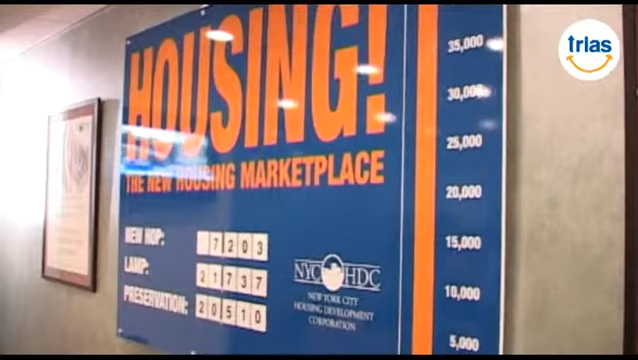 HOUSING!
THE NEW HOUSING MARKETPLACE
NEW HOP: 7203
LAMP: 21737
PRESERVATION: 20510
NYC HDC
NEW YORK CITY
HOUSING DEVELOPMENT
CORPORATION
35,000
30,000
25,000
20,000
15,000
10,000
5,000
trias